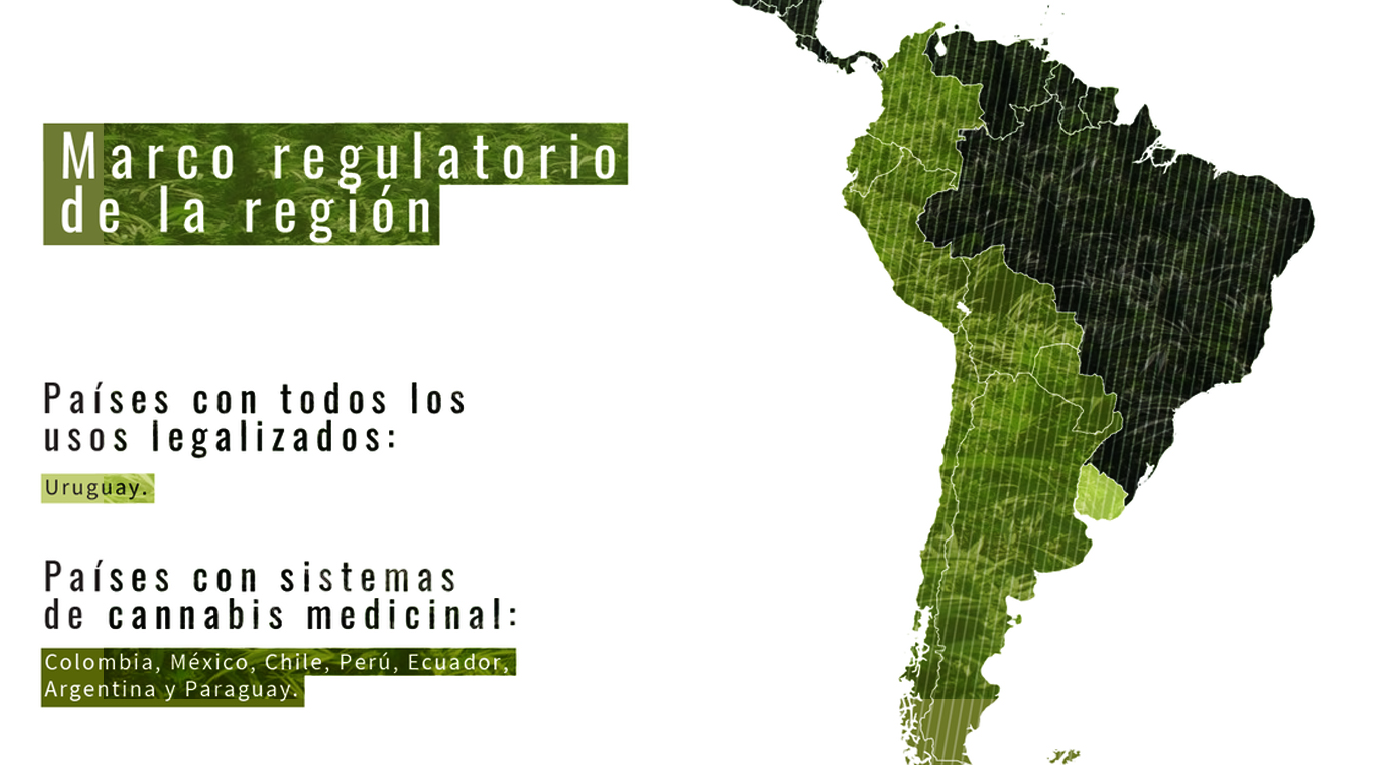 Marco regulatorio
de la región
Países con todos los
usos legalizados:
Uruguay.
Países con sistemas
de cannabis medicinal:
Colombia, México, Chile, Perú, Ecuador,
Argentina y Paraguay.